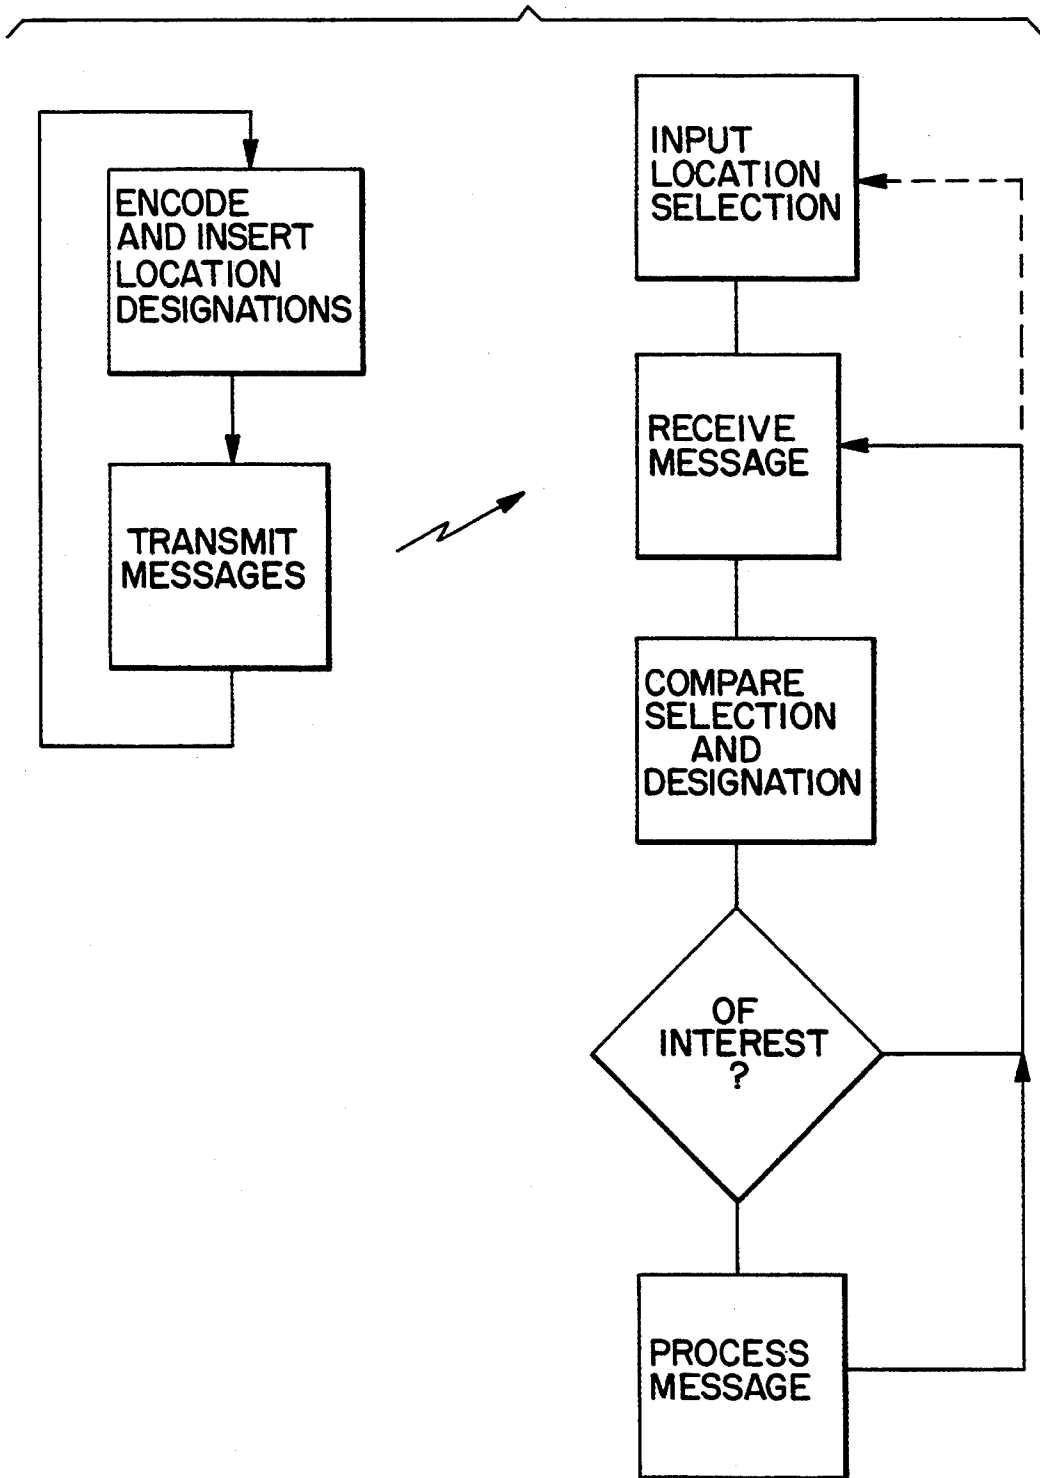 ENCODE
AND INSERT
LOCATION
DESIGNATIONS
TRANSMIT
MESSAGES
INPUT
LOCATION
SELECTION
RECEIVE
MESSAGE
COMPARE
SELECTION
AND
DESIGNATION
OF
INTEREST
?
PROCESS
MESSAGE